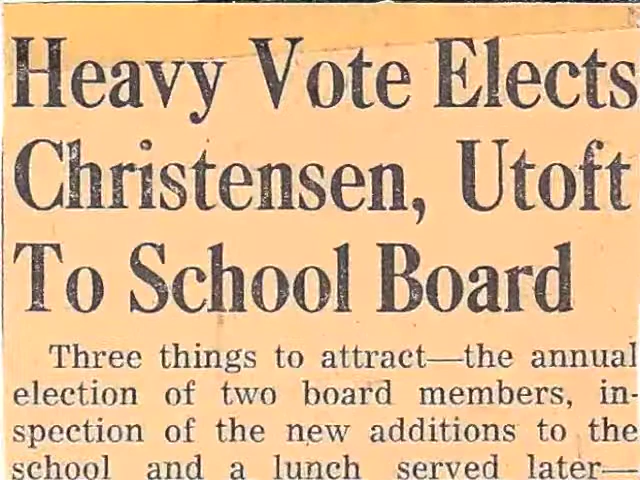 Heavy Vote Elects
Christensen, Utoft
To School Board
Three things to attract—the annual
election of two board members, in-
spection of the new additions to the
school and a lunch served later—